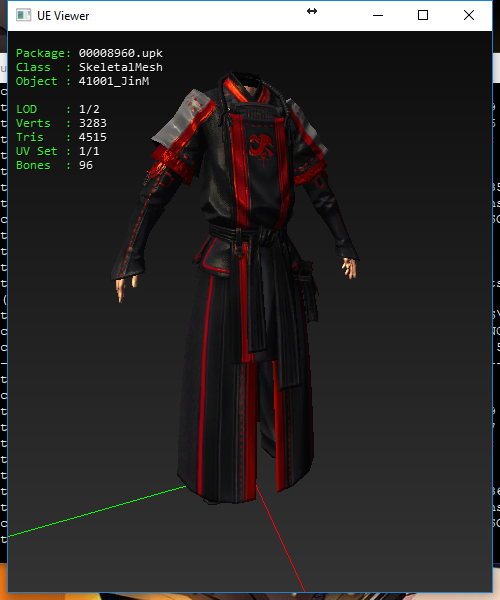 UE Viewer
Package: 00008960.upk
Class : SkeletalMesh
Object : 41001_JinM
LOD : 1/2
Verts : 3283
Tris : 4515
UV Set : 1/1
Bones : 96